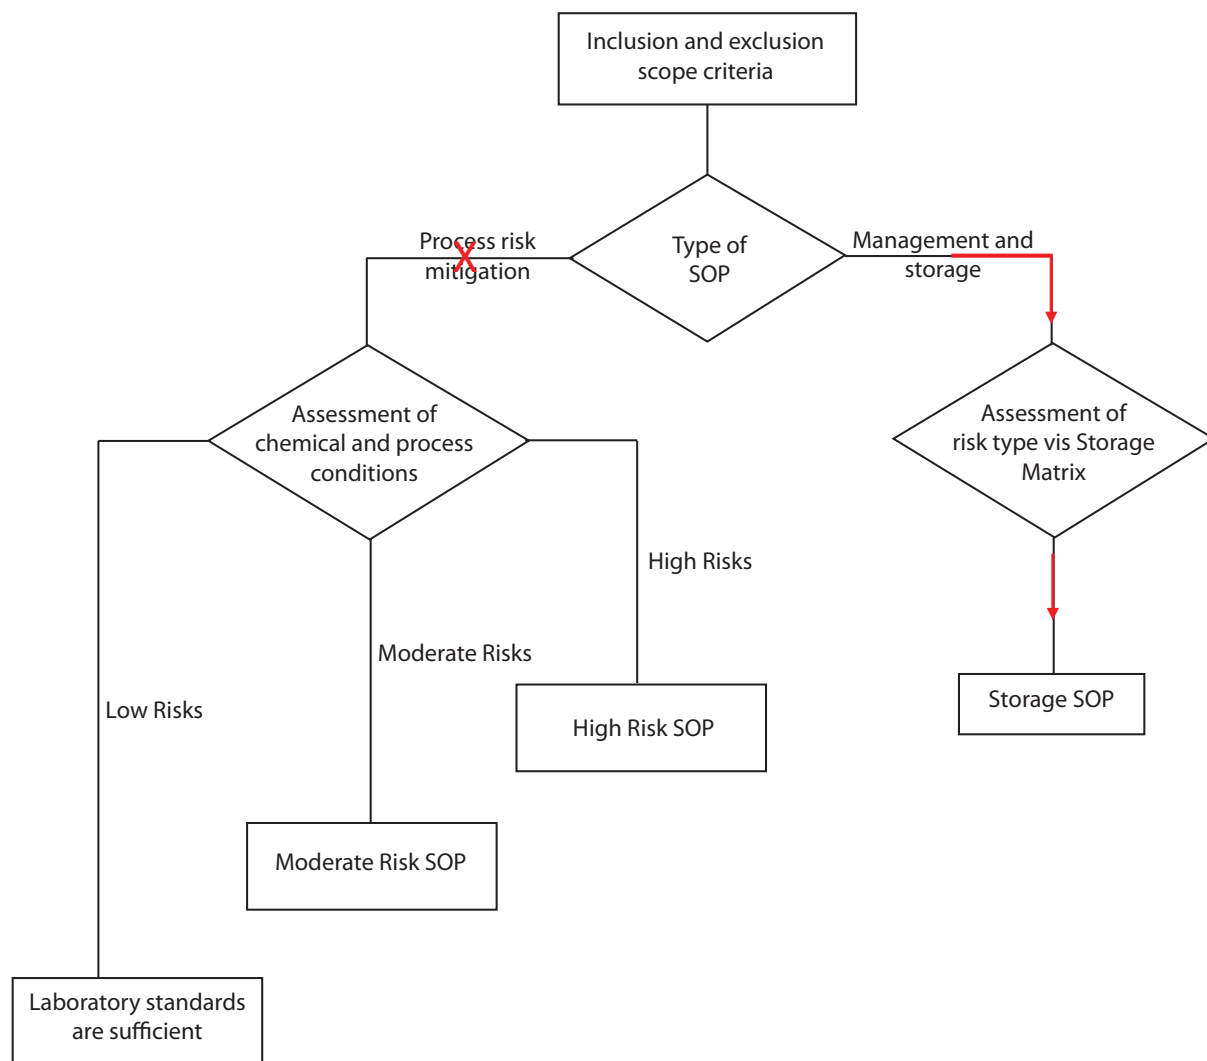 Inclusion and exclusion
scope criteria
Process risk
mitigation
Type of
SOP
Management and
storage
Assessment of
chemical and process
conditions
Assessment of
risk type vis Storage
Matrix
High Risks
Moderate Risks
Low Risks
Storage SOP
High Risk SOP
Moderate Risk SOP
Laboratory standards
are sufficient